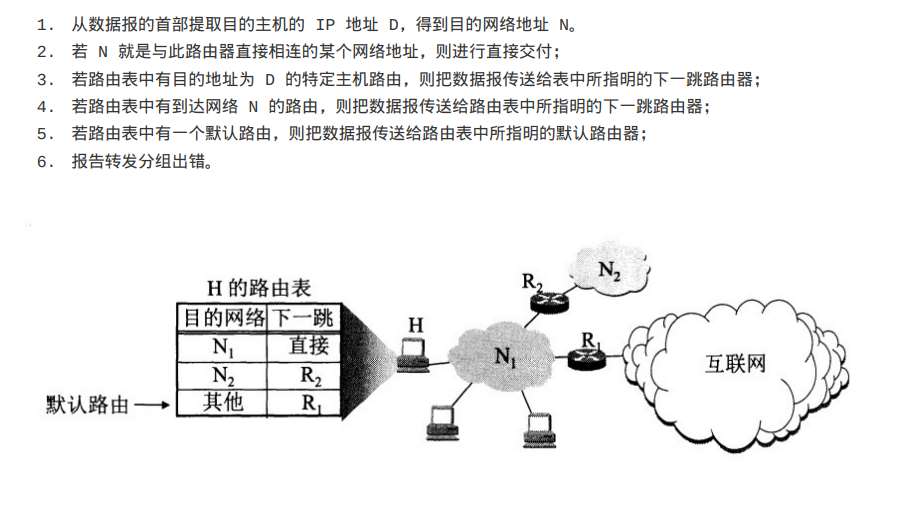 1. 从数据报的首部提取目的主机的 IP 地址 D，得到目的网络地址 N。
2. 若 N 就是与此路由器直接相连的某个网络地址，则进行直接交付；
3. 若路由表中有目的地址为 D 的特定主机路由，则把数据报传送给表中所指明的下一跳路由器；
4. 若路由表中有到达网络 N 的路由，则把数据报传送给路由表中所指明的下一跳路由器；
5. 若路由表中有一个默认路由，则把数据报传送给路由表中所指明的默认路由器；
6. 报告转发分组出错。
H 的路由表
目的网络 下一跳
N₁ 直接
N₂ R₂
默认路由 其他 R₁
H
N₁
R₂
N₂
R₁
互联网